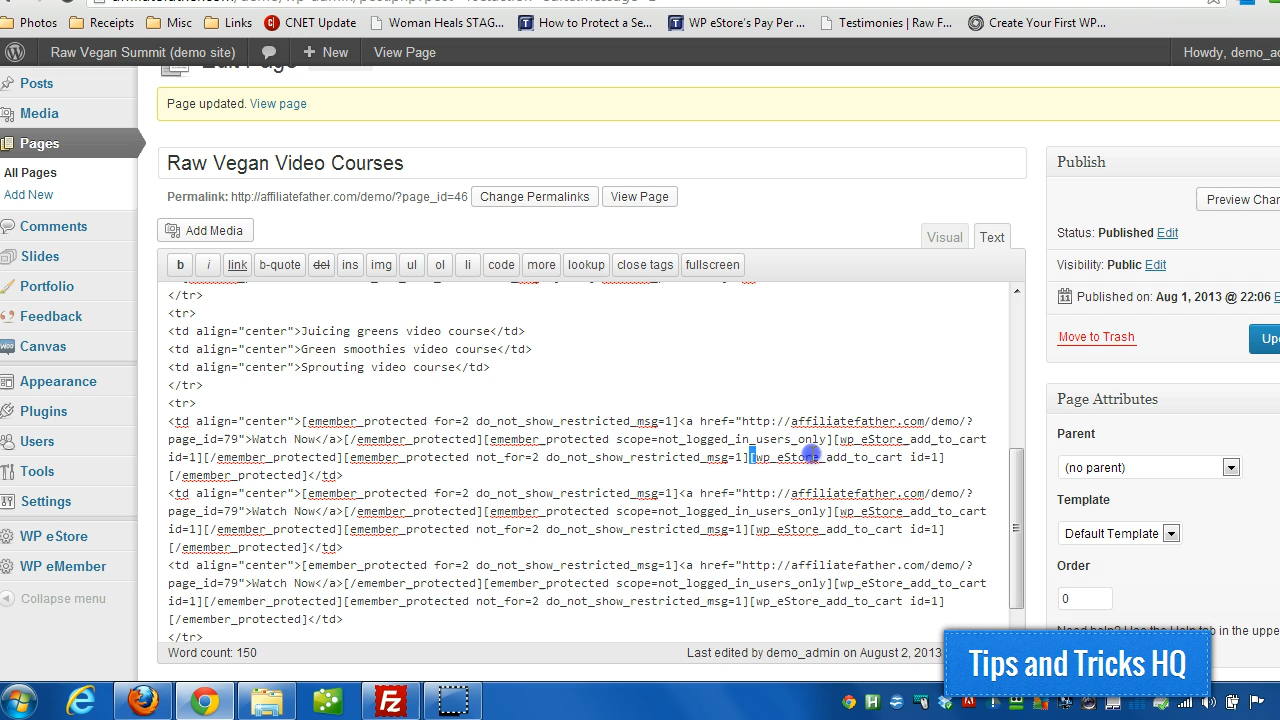 Photos
Receipts
Misc
Links
CNET Update
Woman Heals STAG...
How to Protect a Se...
WP eStore's Pay Per ...
Testimonies | Raw F...
Create Your First WP...
Raw Vegan Summit (demo site)
New
View Page
Howdy, demo_a
Edit Page
Posts
Media
Pages
All Pages
Add New
Comments
Slides
Portfolio
Feedback
Canvas
Appearance
Plugins
Users
Tools
Settings
WP eStore
WP eMember
Collapse menu
Page updated. View page
Raw Vegan Video Courses
Permalink: http://affiliatefather.com/demo/?page_id=46 Change Permalinks View Page
Add Media
Visual Text
b i link b-quote del ins img ul ol li code more lookup close tags fullscreen
</tr>
<tr>
<td align="center">Juicing greens video course</td>
<td align="center">Green smoothies video course</td>
<td align="center">Sprouting video course</td>
</tr>
<tr>
<td align="center">[emember_protected for=2 do_not_show_restricted_msg=1]<a href="http://affiliatefather.com/demo/?
page_id=79">Watch Now</a>[/emember_protected][emember_protected scope=not_logged_in_users_only][wp_eStore_add_to_cart
id=1][/emember_protected][emember_protected not_for=2 do_not_show_restricted_msg=1][wp_eStore_add_to_cart id=1]
[/emember_protected]</td>
<td align="center">[emember_protected for=2 do_not_show_restricted_msg=1]<a href="http://affiliatefather.com/demo/?
page_id=79">Watch Now</a>[/emember_protected][emember_protected scope=not_logged_in_users_only][wp_eStore_add_to_cart
id=1][/emember_protected][emember_protected not_for=2 do_not_show_restricted_msg=1][wp_eStore_add_to_cart id=1]
[/emember_protected]</td>
<td align="center">[emember_protected for=2 do_not_show_restricted_msg=1]<a href="http://affiliatefather.com/demo/?
page_id=79">Watch Now</a>[/emember_protected][emember_protected scope=not_logged_in_users_only][wp_eStore_add_to_cart
id=1][/emember_protected][emember_protected not_for=2 do_not_show_restricted_msg=1][wp_eStore_add_to_cart id=1]
[/emember_protected]</td>
</tr>
Word count: 150
Last edited by demo_admin on August 2, 2013
Publish
Preview Char
Status: Published Edit
Visibility: Public Edit
Published on: Aug 1, 2013 @ 22:06
Move to Trash
Up
Page Attributes
Parent
(no parent)
Template
Default Template
Order
0
Need help? Use the Help tab in the uppe
Tips and Tricks HQ